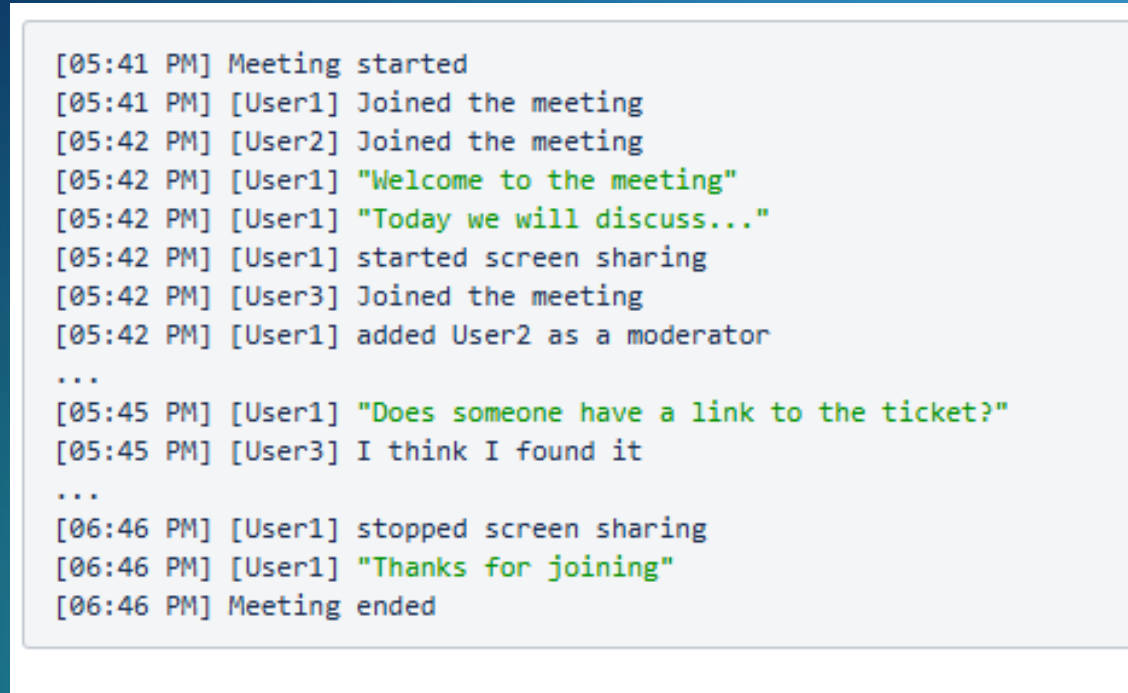 [05:41 PM] Meeting started
[05:41 PM] [User1] Joined the meeting
[05:42 PM] [User2] Joined the meeting
[05:42 PM] [User1] "Welcome to the meeting"
[05:42 PM] [User1] "Today we will discuss..."
[05:42 PM] [User1] started screen sharing
[05:42 PM] [User3] Joined the meeting
[05:42 PM] [User1] added User2 as a moderator
...
[05:45 PM] [User1] "Does someone have a link to the ticket?"
[05:45 PM] [User3] I think I found it
...
[06:46 PM] [User1] stopped screen sharing
[06:46 PM] [User1] "Thanks for joining"
[06:46 PM] Meeting ended